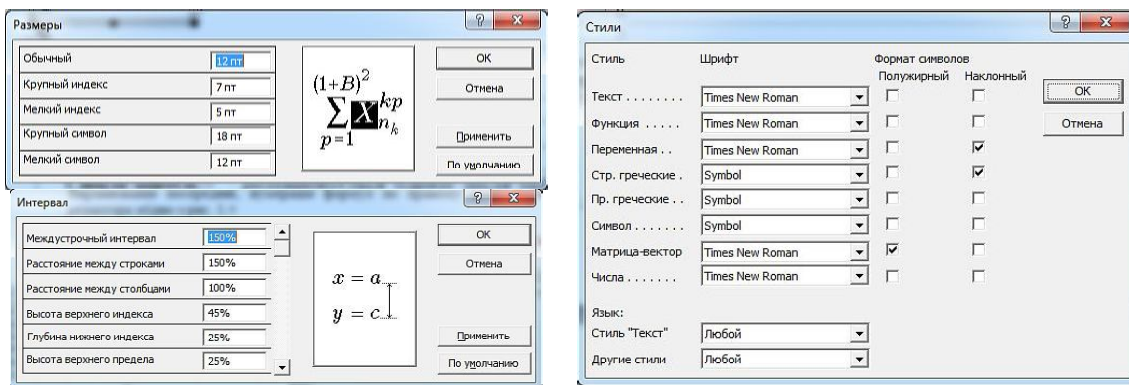 Размеры
Обычный 12 пт
Крупный индекс 7 пт
Мелкий индекс 5 пт
Крупный символ 18 пт
Мелкий символ 12 пт
(1+B)²
∑ X kp n k
p=1
OK
Отмена
Применить
По умолчанию
Интервал
Междустрочный интервал 150%
Расстояние между строками 150%
Расстояние между столбцами 100%
Высота верхнего индекса 45%
Глубина нижнего индекса 25%
Высота верхнего предела 25%
x = a
y = c
OK
Отмена
Применить
По умолчанию
Стили
Стиль Шрифт Формат символов
Полужирный Наклонный
Текст . . . . . . . . Times New Roman
Функция . . . . . Times New Roman
Переменная . . Times New Roman
Стр. греческие . Symbol
Пр. греческие . . Symbol
Символ . . . . . . . Symbol
Матрица-вектор Times New Roman
Числа . . . . . . . Times New Roman
Язык:
Стиль "Текст" Любой
Другие стили Любой
OK
Отмена